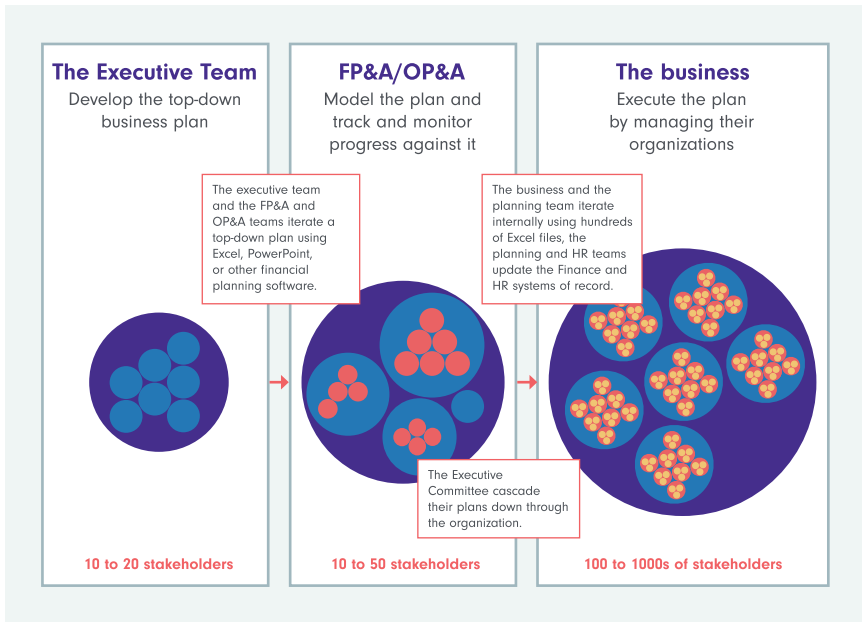 The Executive Team
Develop the top-down
business plan
FP&A/OP&A
Model the plan and
track and monitor
progress against it
The business
Execute the plan
by managing their
organizations
The executive team
and the FP&A and
OP&A teams iterate a
top-down plan using
Excel, PowerPoint,
or other financial
planning software.
The business and the
planning team iterate
internally using hundreds
of Excel files, the
planning and HR teams
update the Finance and
HR systems of record.
The Executive
Committee cascade
their plans down through
the organization.
10 to 20 stakeholders
10 to 50 stakeholders
100 to 1000s of stakeholders